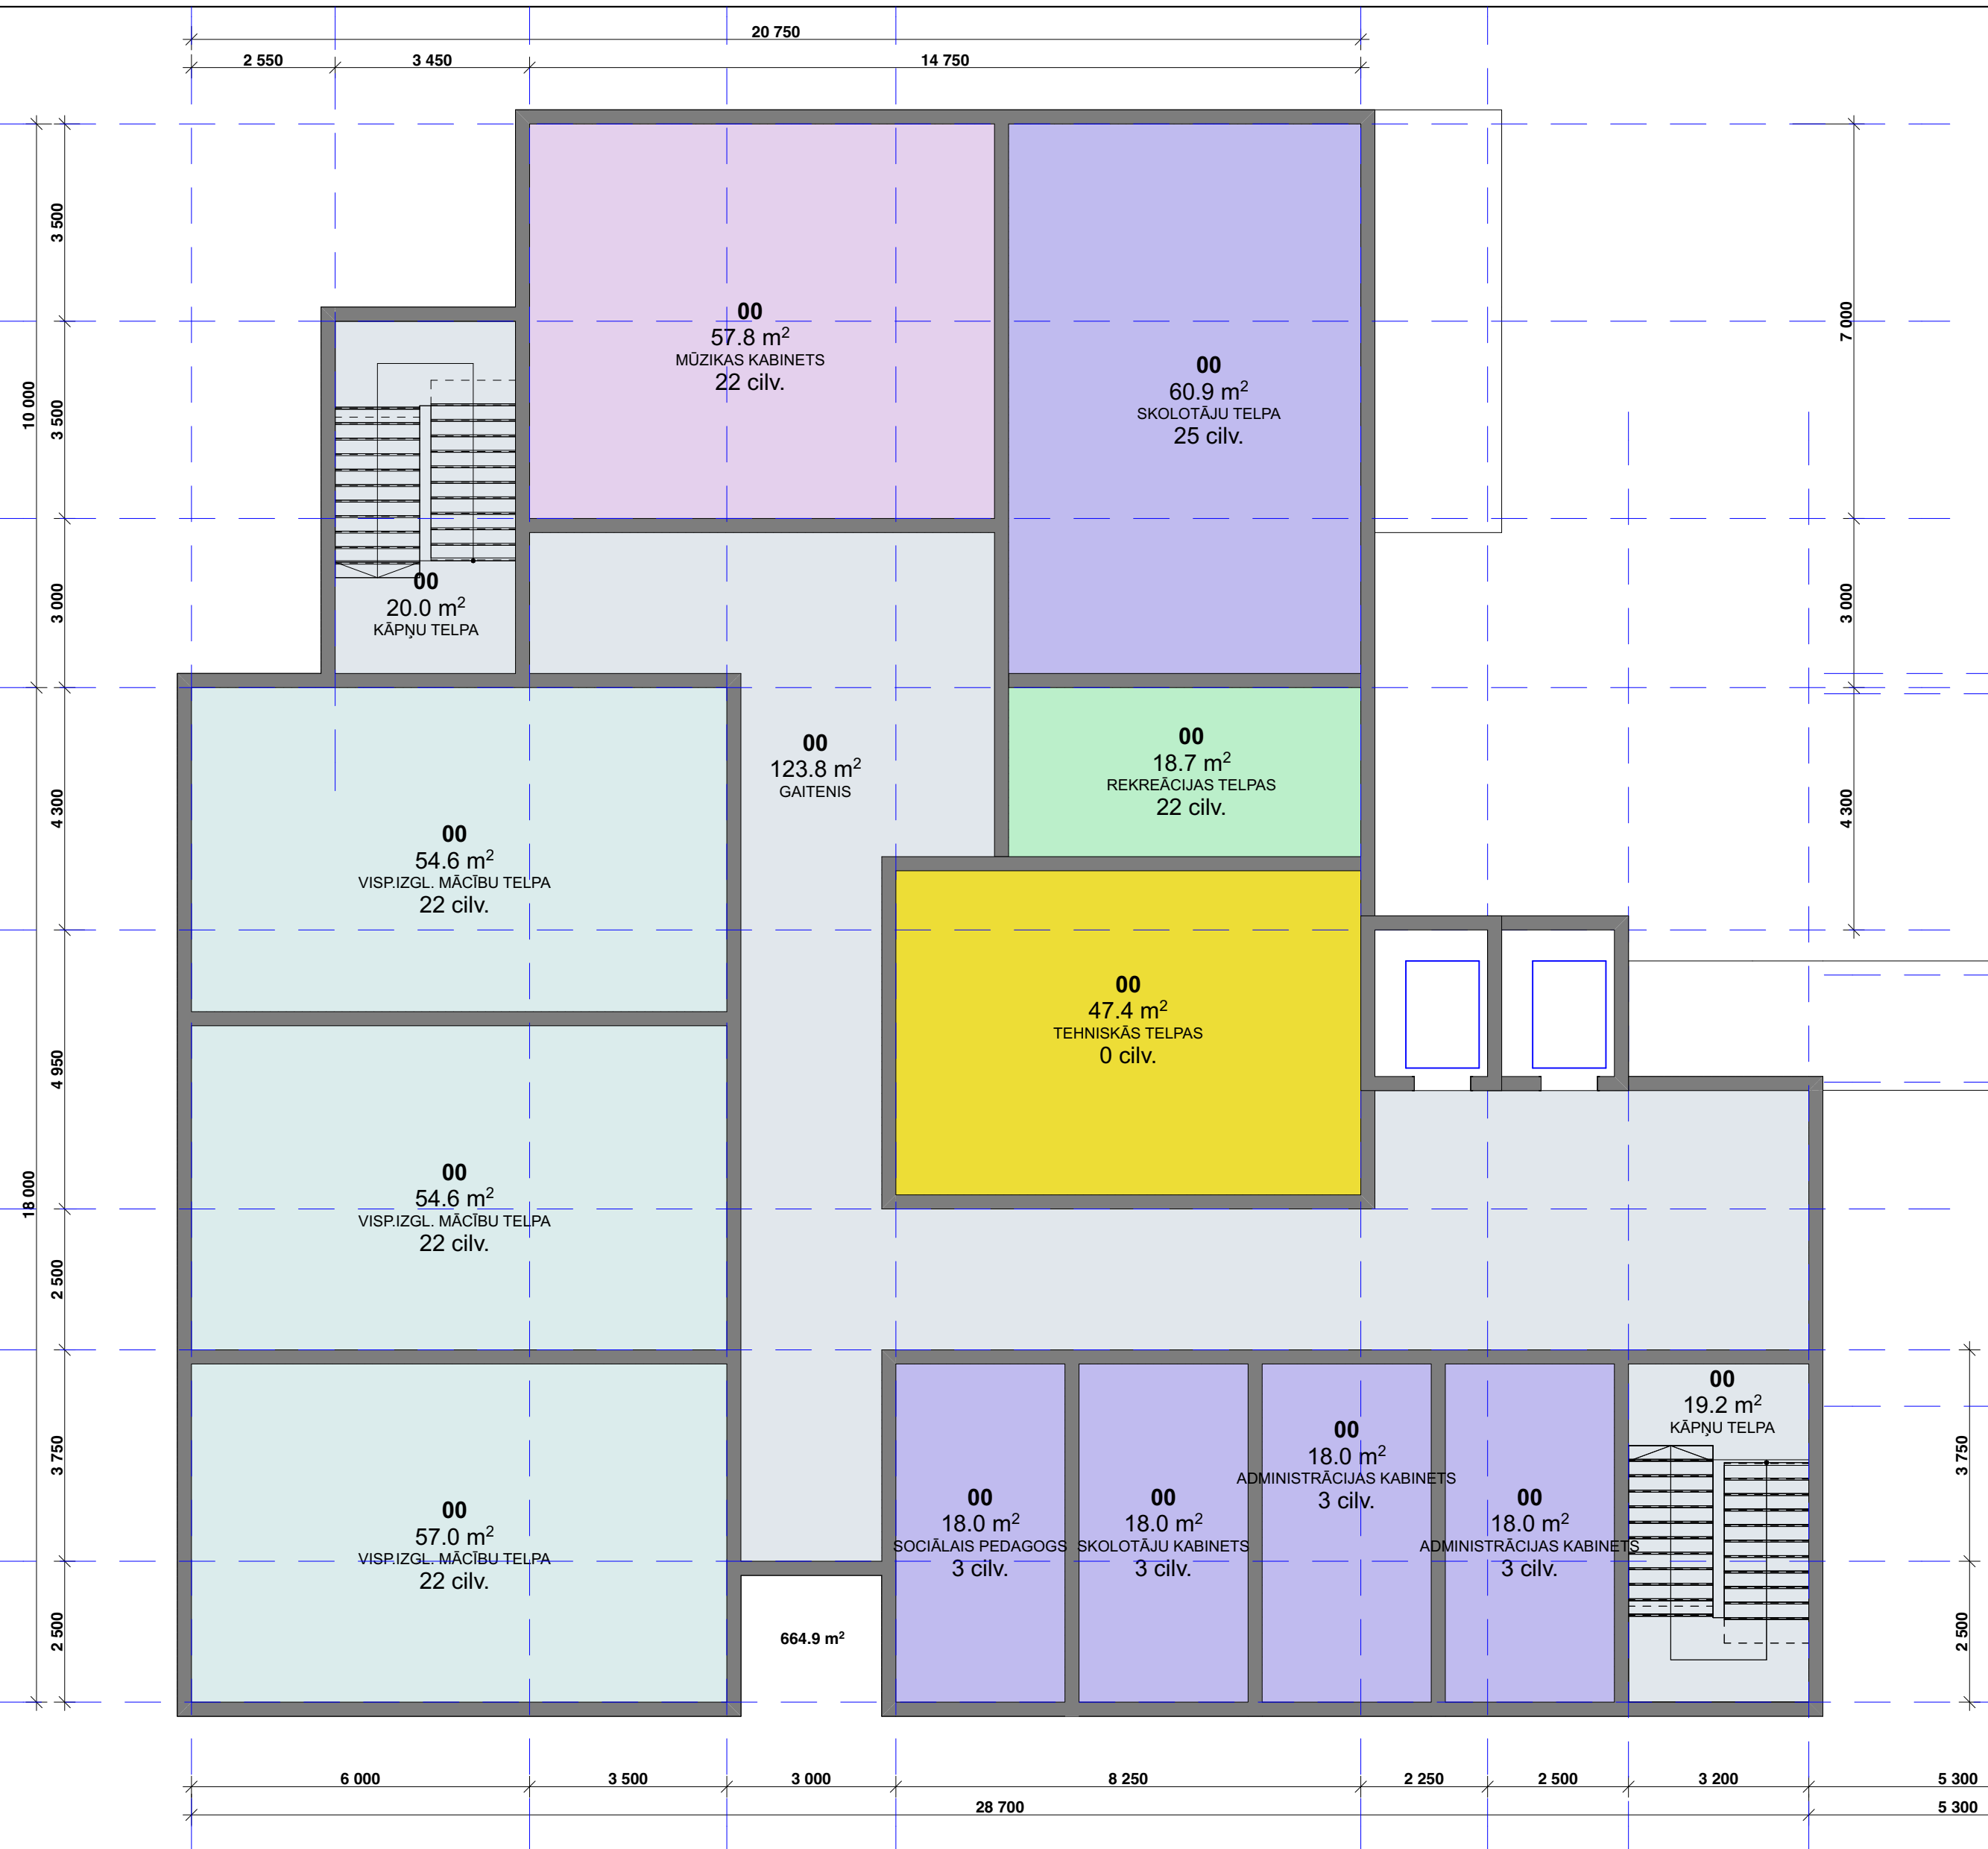 20 750
2 550
3 450
14 750
3 500
3 500
10 000
3 000
4 300
4 950
18 000
2 500
3 750
2 500
7 000
3 000
4 300
3 750
2 500
00
57.8 m²
MŪZIKAS KABINETS
22 cilv.
00
60.9 m²
SKOLOTĀJU TELPA
25 cilv.
00
20.0 m²
KĀPŅU TELPA
00
123.8 m²
GAITENIS
00
18.7 m²
REKREĀCIJAS TELPAS
22 cilv.
00
54.6 m²
VISP.IZGL. MĀCĪBU TELPA
22 cilv.
00
47.4 m²
TEHNISKĀS TELPAS
0 cilv.
00
54.6 m²
VISP.IZGL. MĀCĪBU TELPA
22 cilv.
00
57.0 m²
VISP.IZGL. MĀCĪBU TELPA
22 cilv.
00
18.0 m²
SOCIĀLAIS PEDAGOGS
3 cilv.
00
18.0 m²
SKOLOTĀJU KABINETS
3 cilv.
00
18.0 m²
ADMINISTRĀCIJAS KABINETS
3 cilv.
00
18.0 m²
ADMINISTRĀCIJAS KABINETS
3 cilv.
00
19.2 m²
KĀPŅU TELPA
664.9 m²
6 000
3 500
3 000
8 250
2 250
2 500
3 200
5 300
28 700
5 300